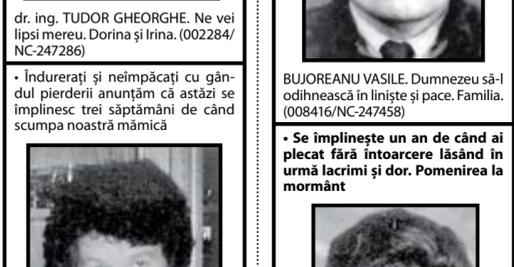 dr. ing. TUDOR GHEORGHE. Ne vei
lipsi mereu. Dorina și Irina. (002284/
NC-247286)
• Îndurerați și neîmpăcați cu gân-
dul pierderii anunțăm că astăzi se
împlinesc trei săptămâni de când
scumpa noastră mămică
BUJOREANU VASILE. Dumnezeu să-l
odihnească în liniște și pace. Familia.
(008416/NC-247458)
• Se împlinește un an de când ai
plecat fără întoarcere lăsând în
urmă lacrimi și dor. Pomenirea la
mormânt